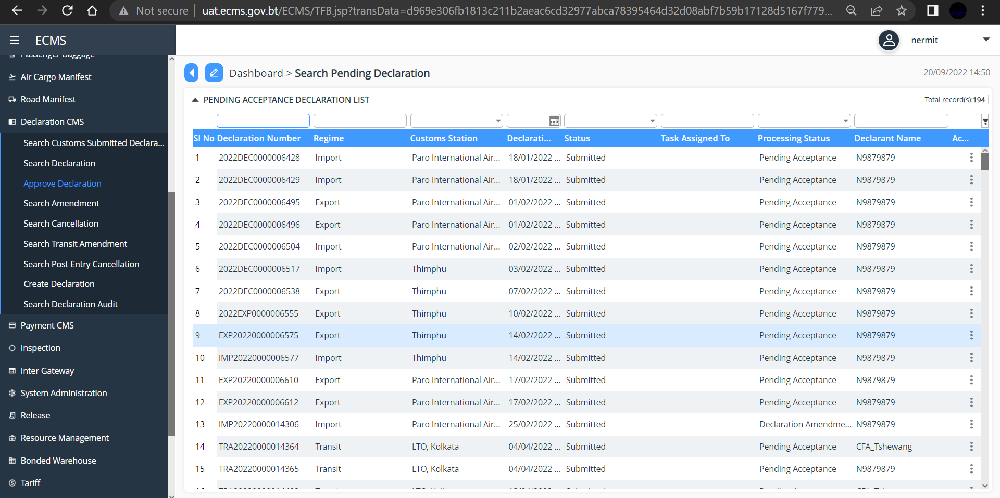 Not secure | uat.ecms.gov.bt/ECMS/TFB.jsp?transData=d969e306fb1813c211b2aeac6cd32977abca78395464d32d08abf7b59b17128d5167f779...
ECMS
nermit
Passenger Baggage
Air Cargo Manifest
Road Manifest
Declaration CMS
Search Customs Submitted Declara...
Search Declaration
Approve Declaration
Search Amendment
Search Cancellation
Search Transit Amendment
Search Post Entry Cancellation
Create Declaration
Search Declaration Audit
Payment CMS
Inspection
Inter Gateway
System Administration
Release
Resource Management
Bonded Warehouse
Tariff
Dashboard > Search Pending Declaration
20/09/2022 14:50
PENDING ACCEPTANCE DECLARATION LIST
Total record(s):194
Sl No Declaration Number Regime Customs Station Declarati... Status Task Assigned To Processing Status Declarant Name Ac...
1 2022DEC0000006428 Import Paro International Air... 18/01/2022 ... Submitted Pending Acceptance N9879879
2 2022DEC0000006429 Import Paro International Air... 18/01/2022 ... Submitted Pending Acceptance N9879879
3 2022DEC0000006495 Export Paro International Air... 01/02/2022 ... Submitted Pending Acceptance N9879879
4 2022DEC0000006496 Export Paro International Air... 01/02/2022 ... Submitted Pending Acceptance N9879879
5 2022DEC0000006504 Import Paro International Air... 02/02/2022 ... Submitted Pending Acceptance N9879879
6 2022DEC0000006517 Import Thimphu 03/02/2022 ... Submitted Pending Acceptance N9879879
7 2022DEC0000006538 Export Thimphu 07/02/2022 ... Submitted Pending Acceptance N9879879
8 2022EXP0000006555 Export Thimphu 10/02/2022 ... Submitted Pending Acceptance N9879879
9 EXP20220000006575 Export Thimphu 14/02/2022 ... Submitted Pending Acceptance N9879879
10 IMP20220000006577 Import Thimphu 14/02/2022 ... Submitted Pending Acceptance N9879879
11 EXP20220000006610 Export Paro International Air... 17/02/2022 ... Submitted Pending Acceptance N9879879
12 EXP20220000006612 Export Paro International Air... 17/02/2022 ... Submitted Pending Acceptance N9879879
13 IMP20220000014306 Import Paro International Air... 25/02/2022 ... Submitted Declaration Amendme... N9879879
14 TRA20220000014364 Transit LTO, Kolkata 04/04/2022 ... Submitted Pending Acceptance CFA_Tshewang
15 TRA20220000014365 Transit LTO, Kolkata 04/04/2022 ... Submitted Pending Acceptance N9879879